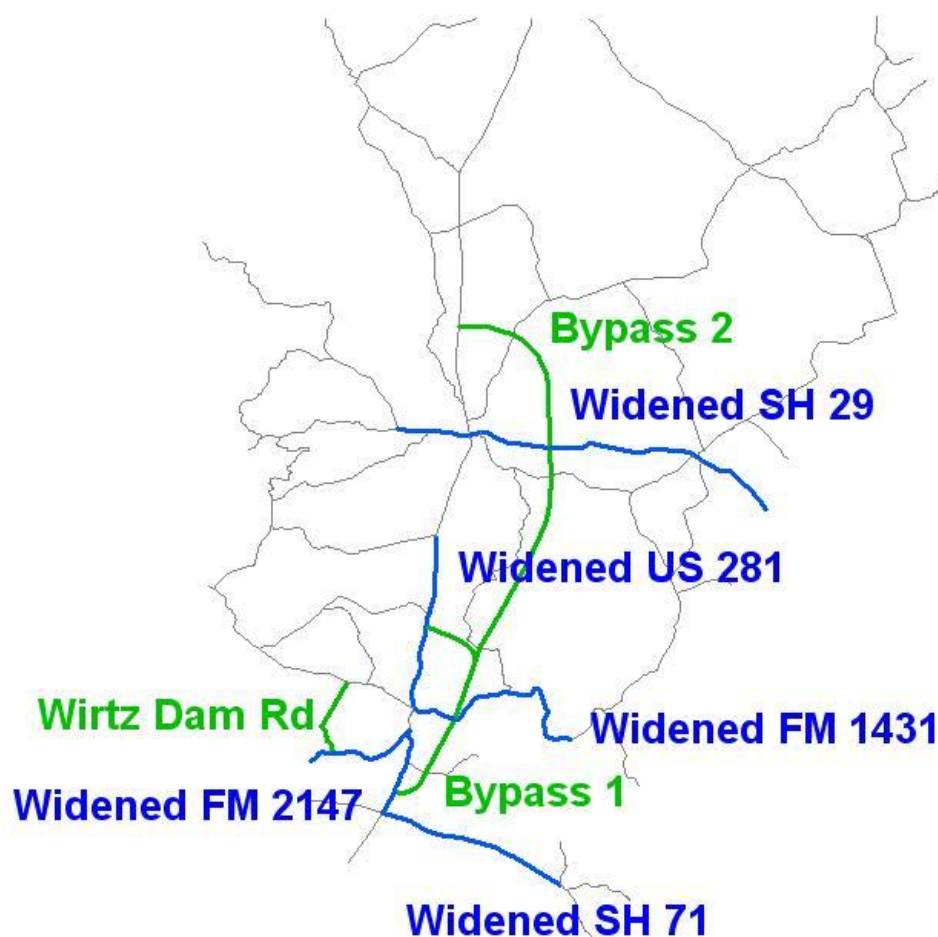 Bypass 2
Widened SH 29
Widened US 281
Wirtz Dam Rd
Widened FM 1431
Bypass 1
Widened FM 2147
Widened SH 71